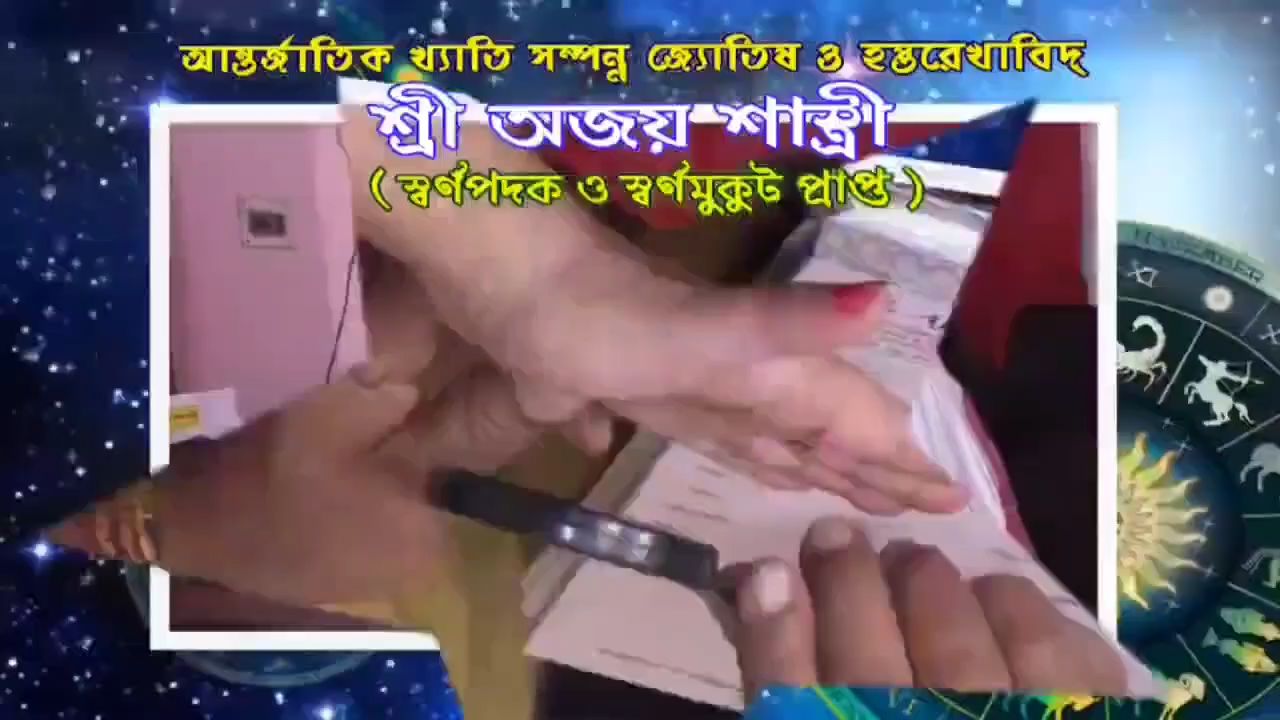 আন্তর্জাতিক খ্যাতি সম্পন্ন জ্যোতিষ ও হস্তরেখাবিদ
শ্রী অজয় শাস্ত্রী
( স্বর্ণপদক ও স্বর্ণমুকুট প্রাপ্ত )